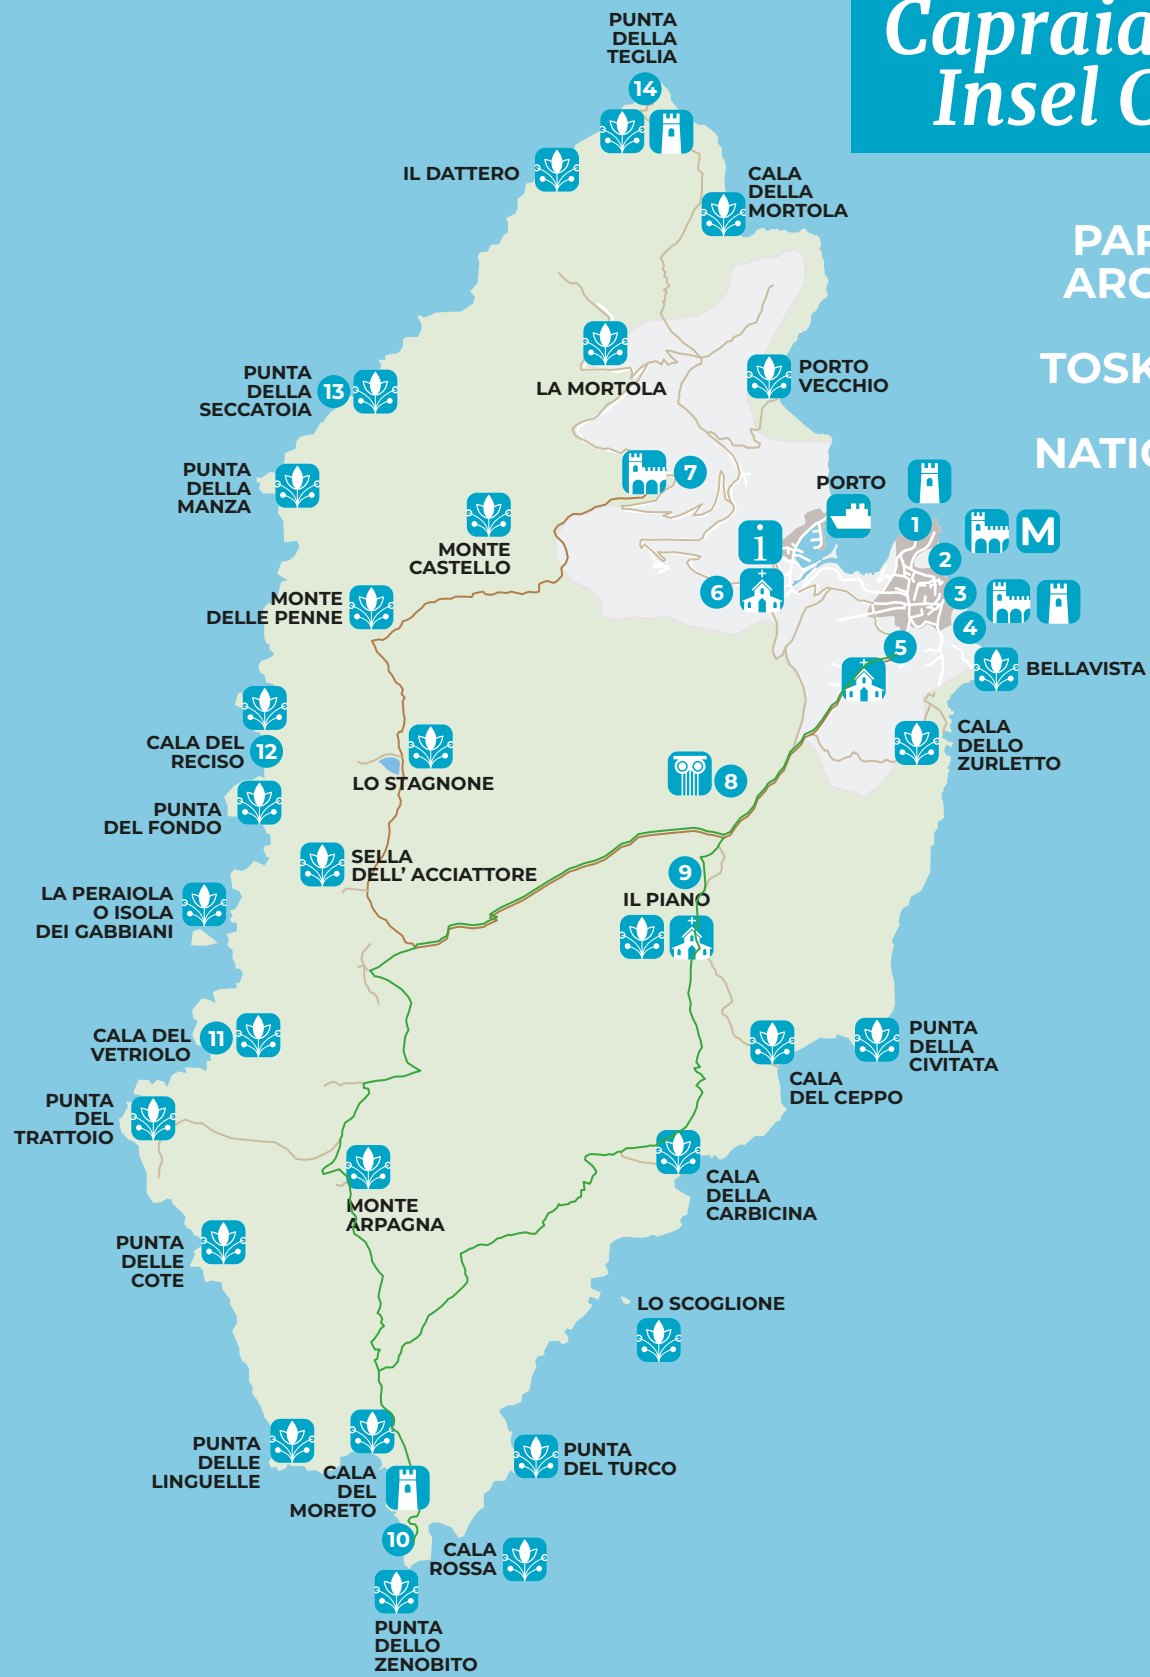 Capraia
Insel
PUNTA
DELLA
TEGLIA
14
IL DATTERO
CALA
DELLA
MORTOLA
TOSK
LA MORTOLA
PORTO
VECCHIO
PUNTA
DELLA
SECCATOIA
13
7
PUNTA
DELLA
MANZA
MONTE
CASTELLO
PORTO
1
i
M
2
6
3
4
5
MONTE
DELLE PENNE
BELLAVISTA
CALA DEL
RECISO
12
LO STAGNONE
CALA
DELLO
ZURLETTO
8
PUNTA
DEL FONDO
SELLA
DELL' ACCIATTORE
9
IL PIANO
LA PERAIOLA
O ISOLA
DEI GABBIANI
CALA DEL
VETRIOLO
11
PUNTA
DELLA
CIVITATA
CALA
DEL CEPPO
PUNTA
DEL
TRATTOIO
MONTE
ARPAGNA
CALA
DELLA
CARBICINA
PUNTA
DELLE
COTE
LO SCOGLIONE
PUNTA
DELLE
LINGUELLE
CALA
DEL
MORETO
PUNTA
DEL TURCO
10
CALA
ROSSA
PUNTA
DELLO
ZENOBITO